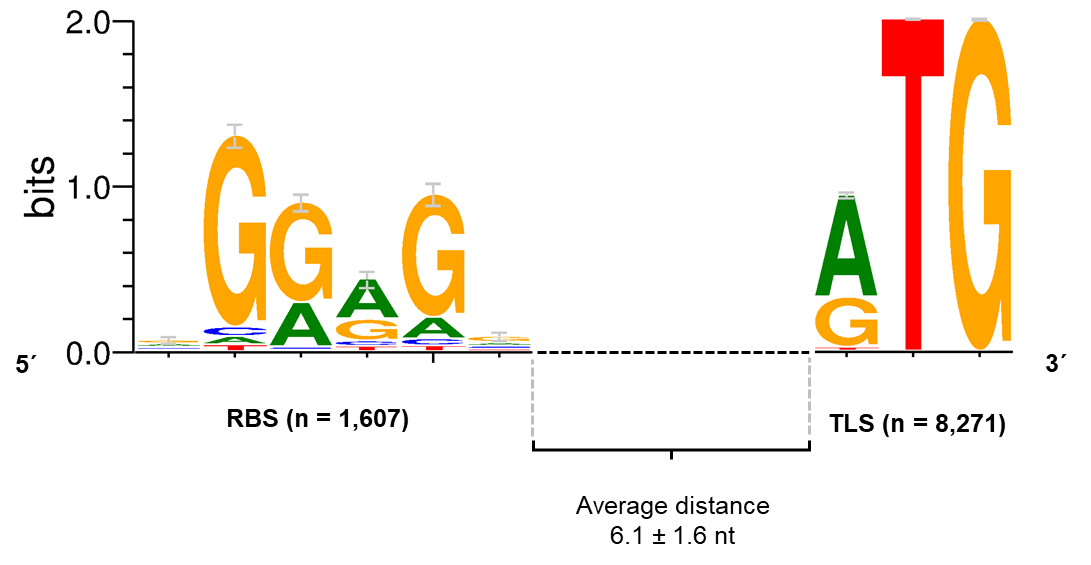 2.0
bits
1.0
0.0
G
C
A
T
G
A
A
G
C
T
G
A
C
T
A
G
T
T
G
5´
3´
RBS (n = 1,607)
TLS (n = 8,271)
Average distance
6.1 ± 1.6 nt